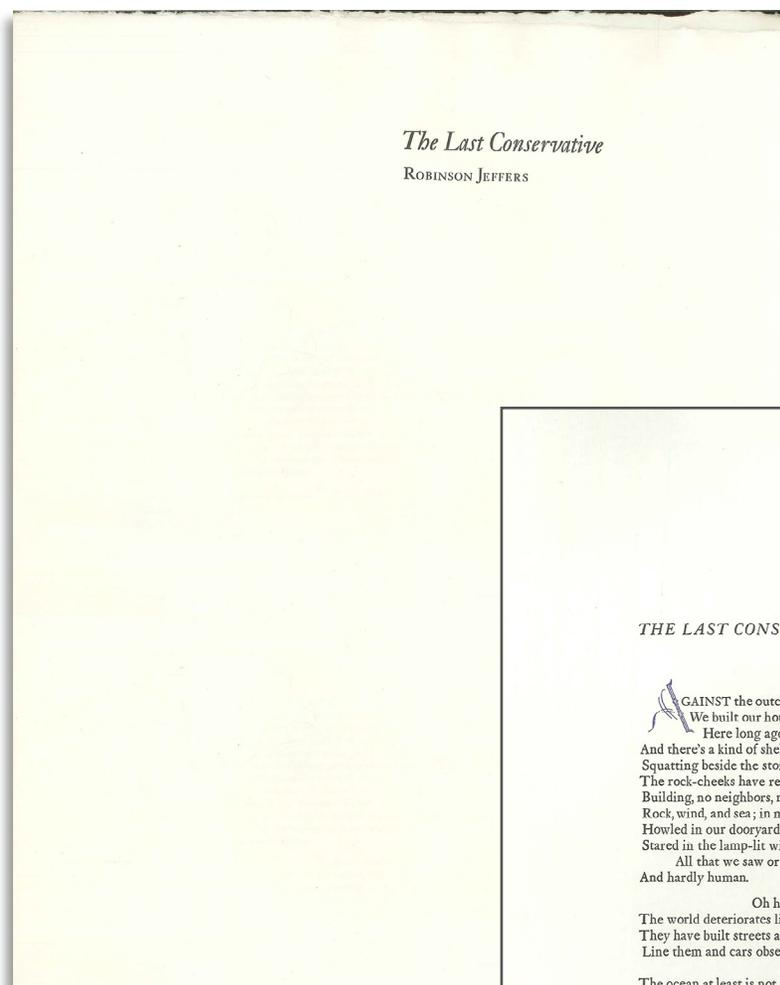 The Last Conservative
ROBINSON JEFFERS
THE LAST CONS
AGAINST the outc
We built our hou
Here long ago
And there's a kind of she
Squatting beside the sto
The rock-cheeks have re
Building, no neighbors,
Rock, wind, and sea; in
Howled in our dooryard
Stared in the lamp-lit
All that we saw or
And hardly human.
Oh h
The world deteriorates li
They have built streets a
Line them and cars obse
The ocean at least is not